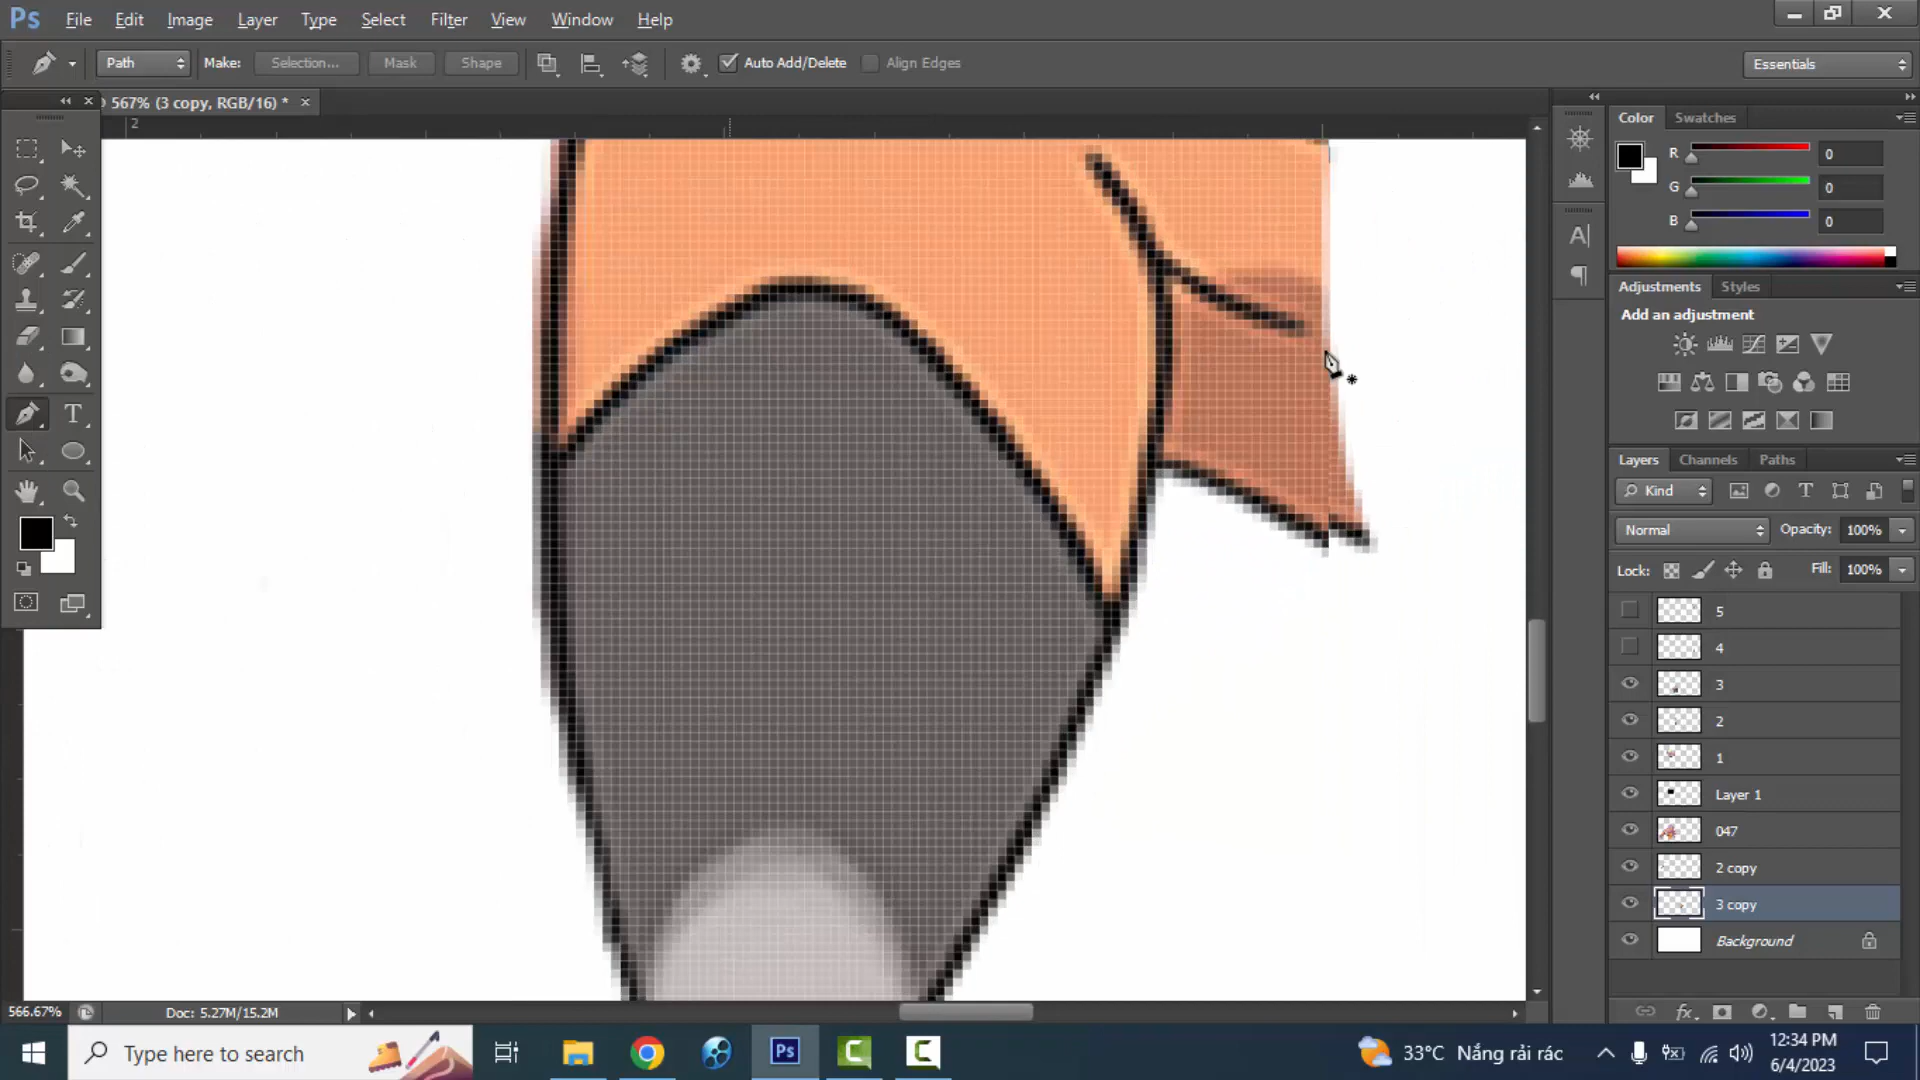 Ps File Edit Image Layer Type Select Filter View Window Help
Path Make: Selection... Mask Shape Auto Add/Delete Align Edges Essentials
567% (3 copy, RGB/16) * ×
2
Color Swatches
R 0
G 0
B 0
Adjustments Styles
Add an adjustment
Layers Channels Paths
Kind
Normal Opacity: 100%
Lock: Fill: 100%
5
4
3
2
1
Layer 1
047
2 copy
3 copy
Background
566.67% Doc: 5.27M/15.2M
Type here to search
33°C Nắng rải rác
12:34 PM
6/4/2023